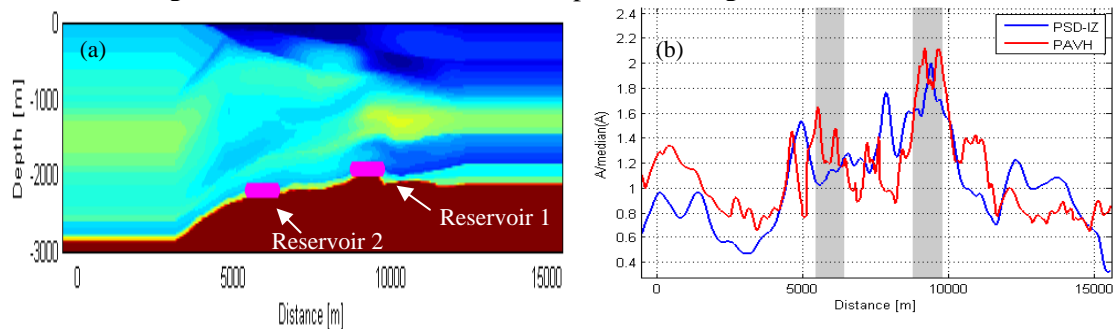 (a)
0
-1000
-2000
-3000
Depth [m]
Reservoir 1
Reservoir 2
0
5000
10000
15000
Distance [m]
(b)
PSD-IZ
PAVH
2.4
2.2
2
1.8
1.6
1.4
1.2
1
0.8
0.6
0.4
A/median(A)
0
5000
10000
15000
Distance [m]